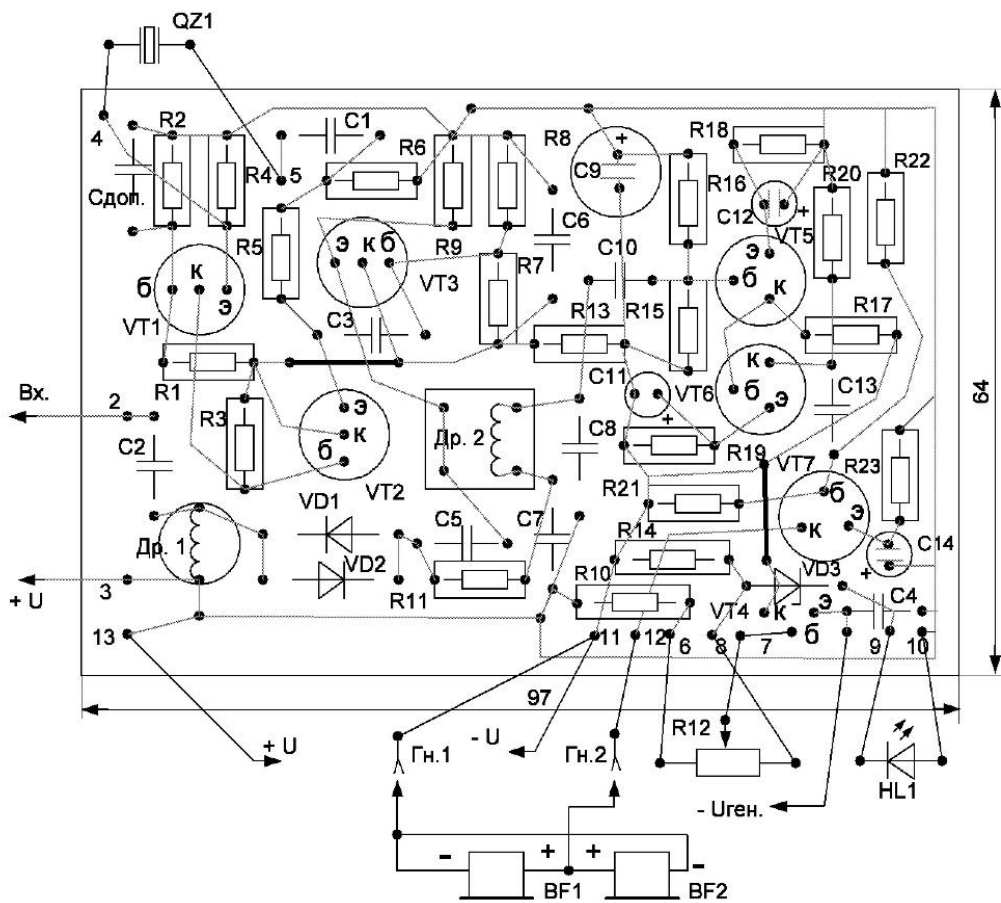 QZ1
4
R2
C1
R6
R8
+
R18
R22
C9
Сдоп.
R4
5
R16
R20
C12
+
VT5
R5
э
к
б
R9
C6
C10
э
б
к
э
VT1
б
к
VT3
R7
R13
R15
к
R17
C3
R1
C11
VT6
к
б
э
C13
Вх.
2
C2
R3
э
к
б
Др. 2
C8
+
R19
VT7
R23
VD1
VT2
R21
б
э
к
Др. 1
C5
C7
R14
C14
+
+ U
3
VD2
R11
R10
VT4
VD3
к
э
б
C4
13
11
12
6
8
7
9
10
64
97
+ U
Гн.1
- U
Гн.2
R12
- Uген.
HL1
-
+
+
-
BF1
BF2